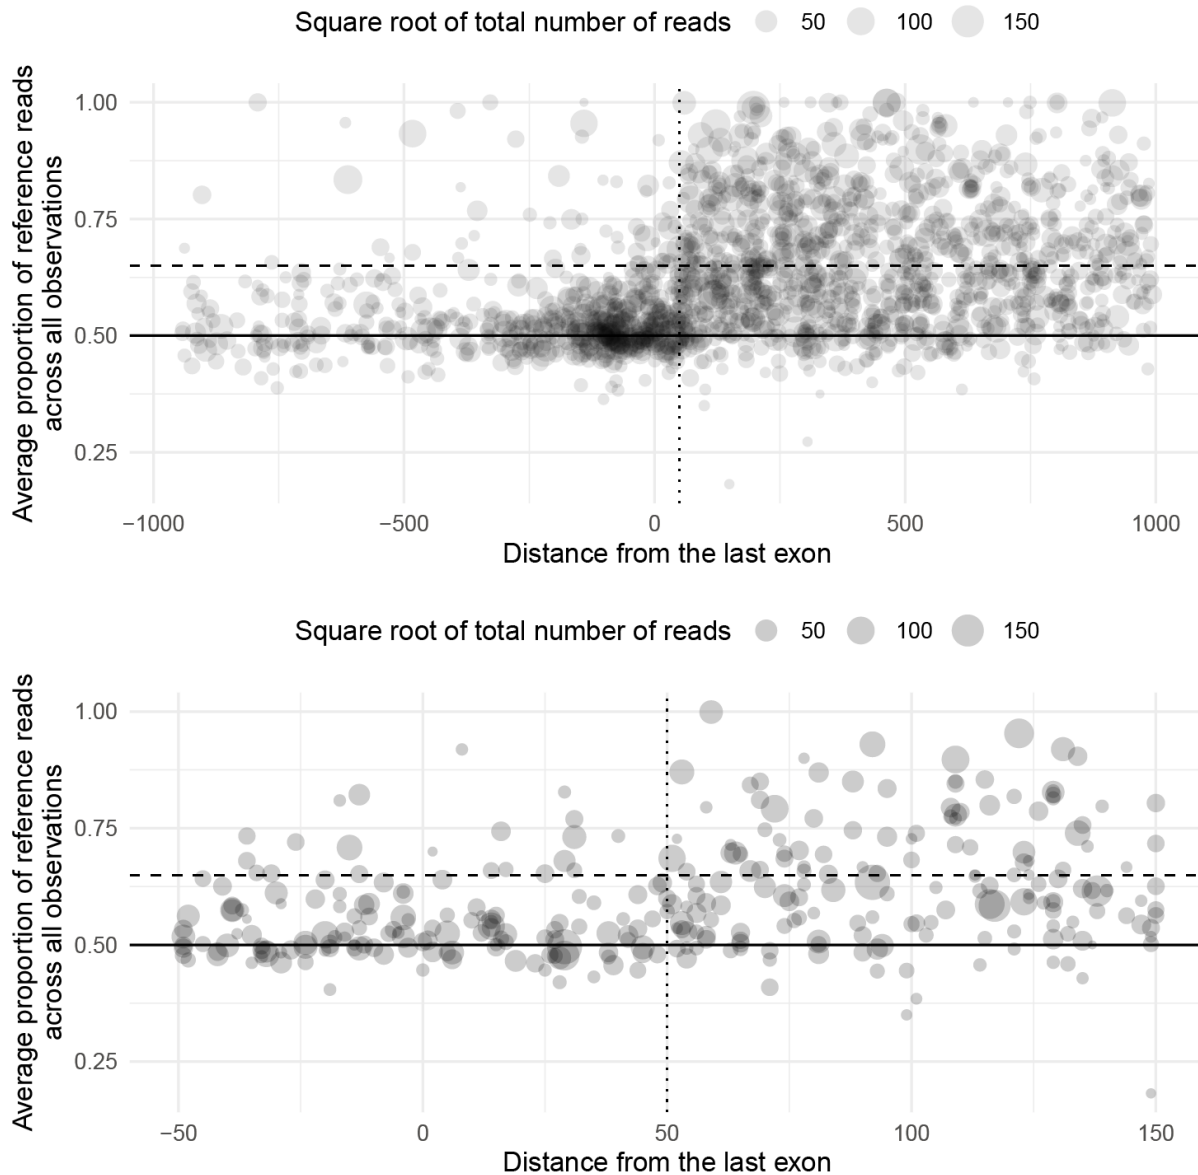 Square root of total number of reads 50 100 150
Average proportion of reference reads
across all observations
1.00
0.75
0.50
0.25
−1000 −500 0 500 1000
Distance from the last exon
Square root of total number of reads 50 100 150
Average proportion of reference reads
across all observations
1.00
0.75
0.50
0.25
−50 0 50 100 150
Distance from the last exon